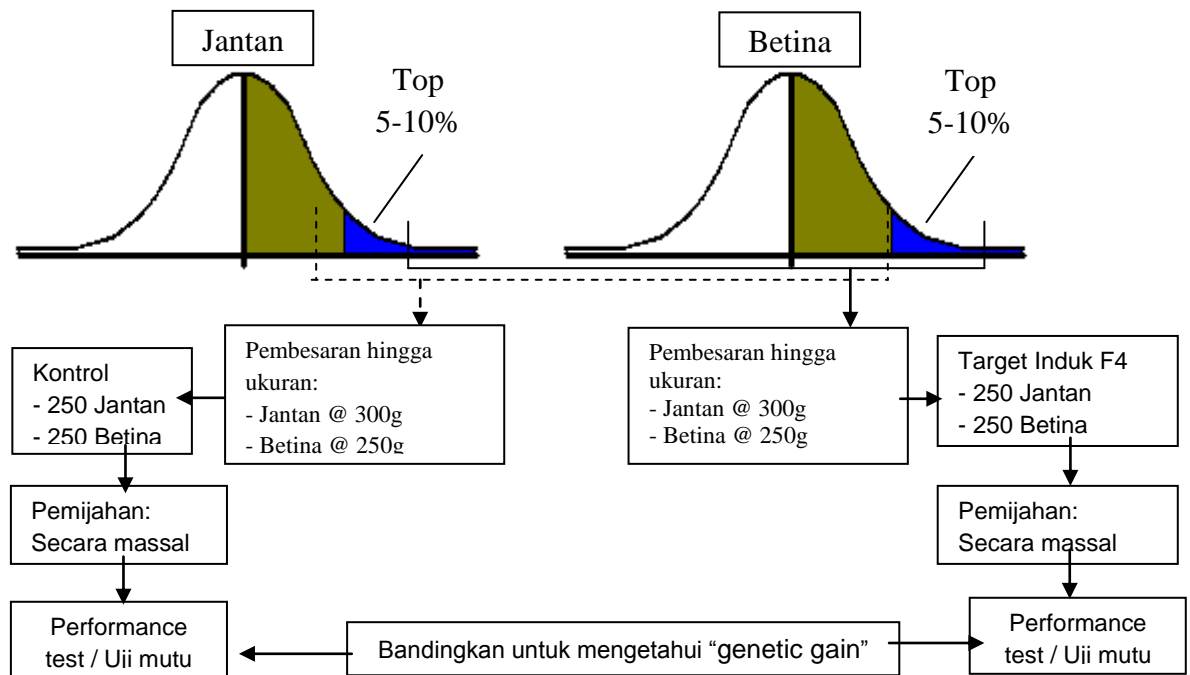 Jantan
Betina
Top
5-10%
Top
5-10%
Pembesaran hingga
ukuran:
- Jantan @ 300g
- Betina @ 250g
Pembesaran hingga
ukuran:
- Jantan @ 300g
- Betina @ 250g
Kontrol
- 250 Jantan
- 250 Betina
Target Induk F4
- 250 Jantan
- 250 Betina
Pemijahan:
Secara massal
Pemijahan:
Secara massal
Performance
test / Uji mutu
Bandingkan untuk mengetahui “genetic gain”
Performance
test / Uji mutu